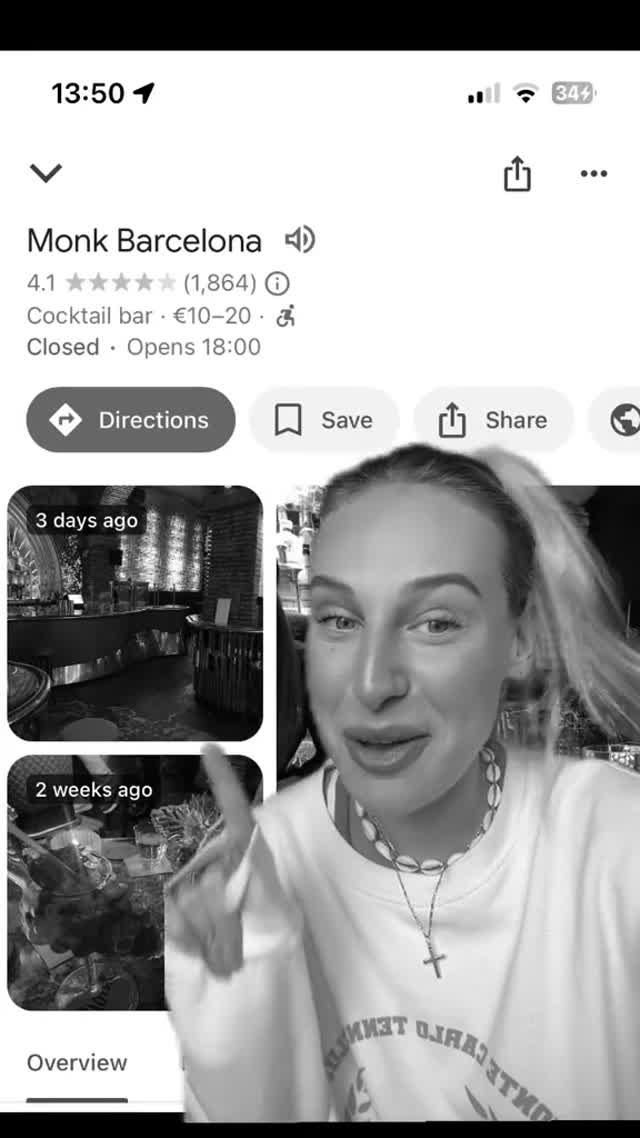 13:50
34
Monk Barcelona
4.1 (1,864)
Cocktail bar · €10–20 ·
Closed · Opens 18:00
Directions
Save
Share
3 days ago
2 weeks ago
Overview
MONTE CARLO TENNIS